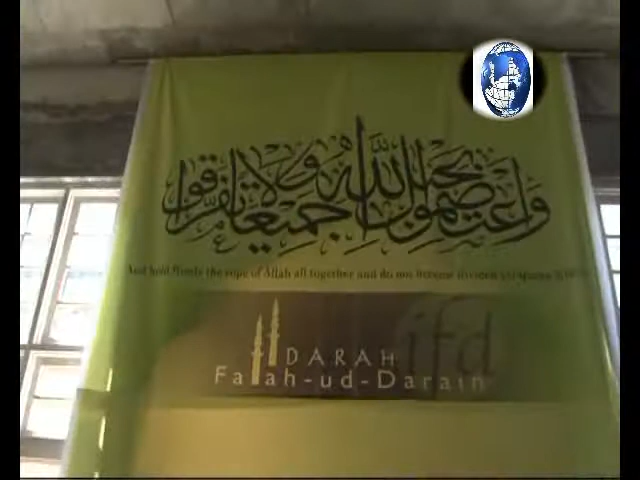 واعتصموا بحبل الله جميعا ولا تفرقوا
And hold firmly the rope of Allah all together and do not become divided
ifd
DARAH
Falah-ud-Darain